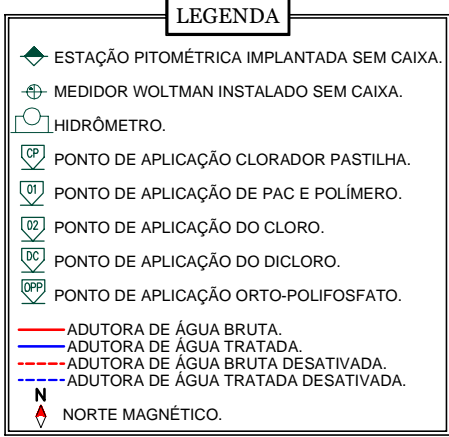 LEGENDA
ESTAÇÃO PITOMÉTRICA IMPLANTADA SEM CAIXA.
MEDIDOR WOLTMAN INSTALADO SEM CAIXA.
HIDRÔMETRO.
CP PONTO DE APLICAÇÃO CLORADOR PASTILHA.
01 PONTO DE APLICAÇÃO DE PAC E POLÍMERO.
02 PONTO DE APLICAÇÃO DO CLORO.
DC PONTO DE APLICAÇÃO DO DICLORO.
OPP PONTO DE APLICAÇÃO ORTO-POLIFOSFATO.
ADUTORA DE ÁGUA BRUTA.
ADUTORA DE ÁGUA TRATADA.
ADUTORA DE ÁGUA BRUTA DESATIVADA.
ADUTORA DE ÁGUA TRATADA DESATIVADA.
N
NORTE MAGNÉTICO.